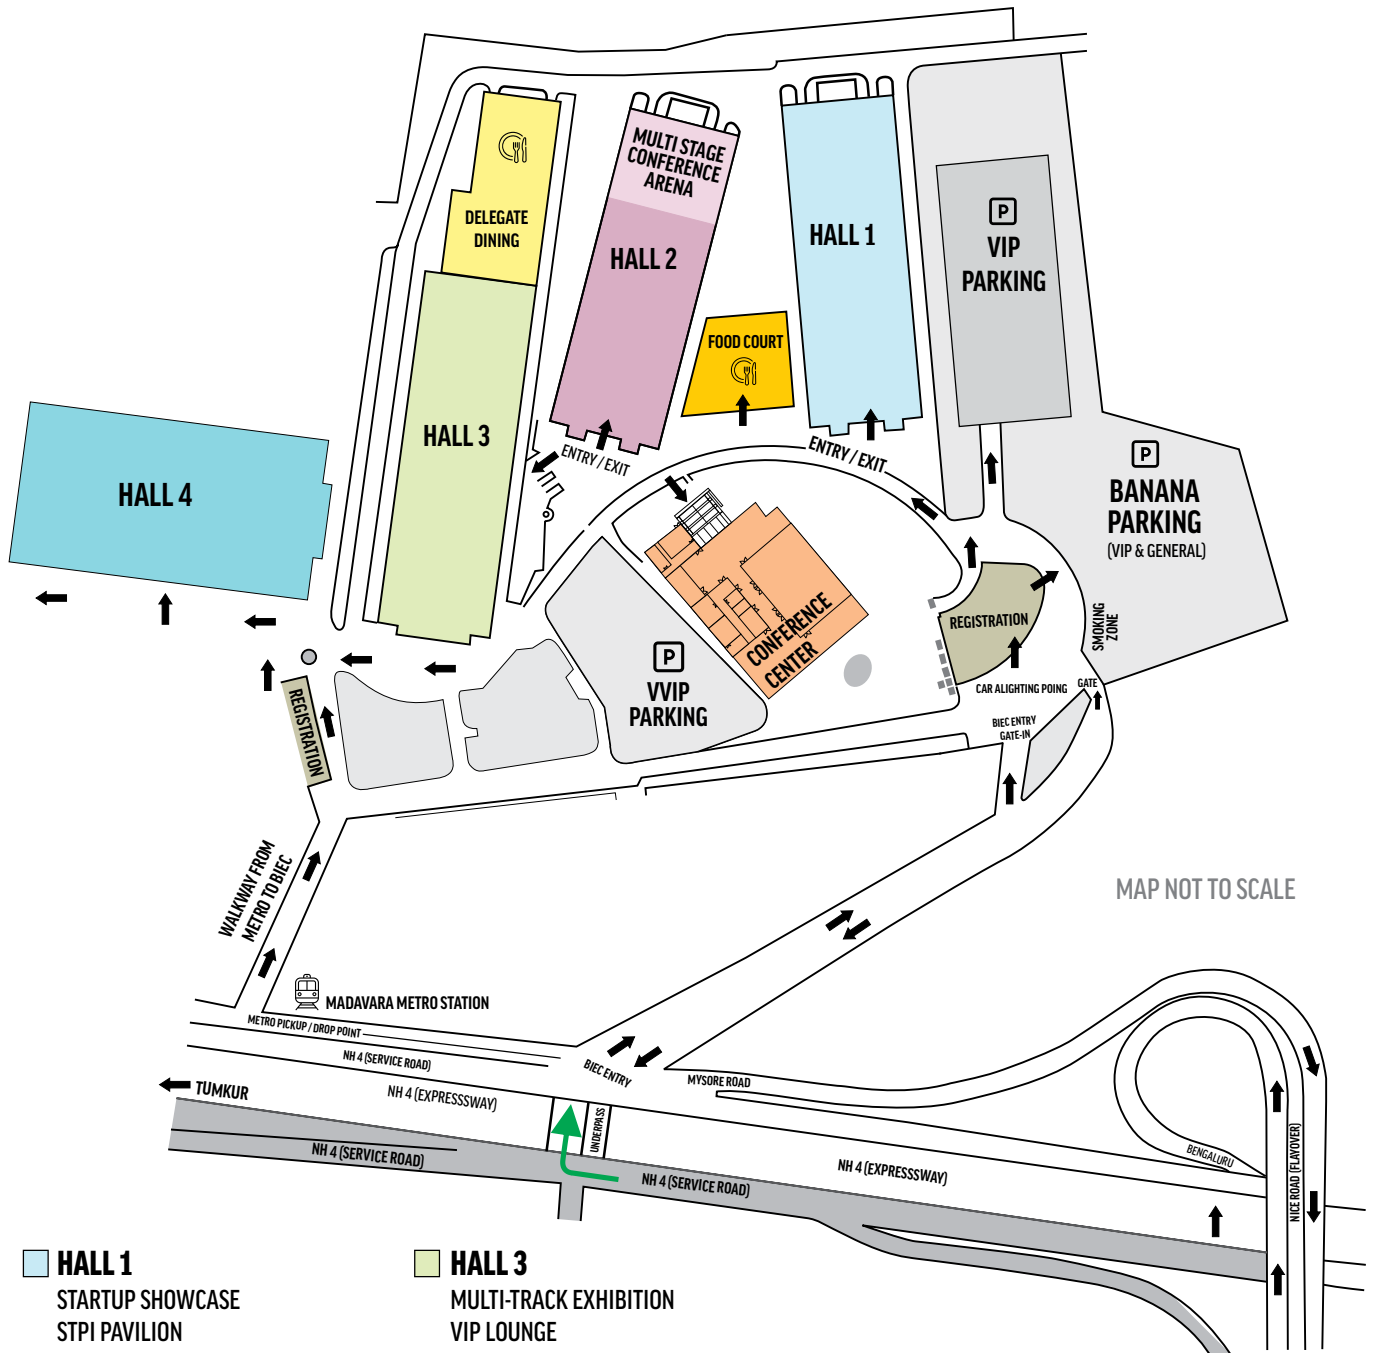 MULTI STAGE
CONFERENCE
ARENA
DELEGATE
DINING
HALL 2
HALL 1
P
VIP
PARKING
FOOD COURT
HALL 3
ENTRY / EXIT
ENTRY / EXIT
HALL 4
P
BANANA
PARKING
(VIP & GENERAL)
CONFERENCE
CENTER
REGISTRATION
SMOKING
ZONE
P
VVIP
PARKING
CAR ALIGHTING POING
GATE
BIEC ENTRY
GATE-IN
REGISTRATION
WALKWAY FROM
METRO TO BIEC
MAP NOT TO SCALE
MADAVARA METRO STATION
METRO PICKUP / DROP POINT
NH 4 (SERVICE ROAD)
BIEC ENTRY
MYSORE ROAD
TUMKUR
NH 4 (EXPRESSSWAY)
UNDERPASS
NH 4 (SERVICE ROAD)
NH 4 (SERVICE ROAD)
NH 4 (EXPRESSSWAY)
BENGALURU
NICE ROAD (FLAVOVER)
HALL 1
STARTUP SHOWCASE
STPI PAVILION
HALL 3
MULTI-TRACK EXHIBITION
VIP LOUNGE